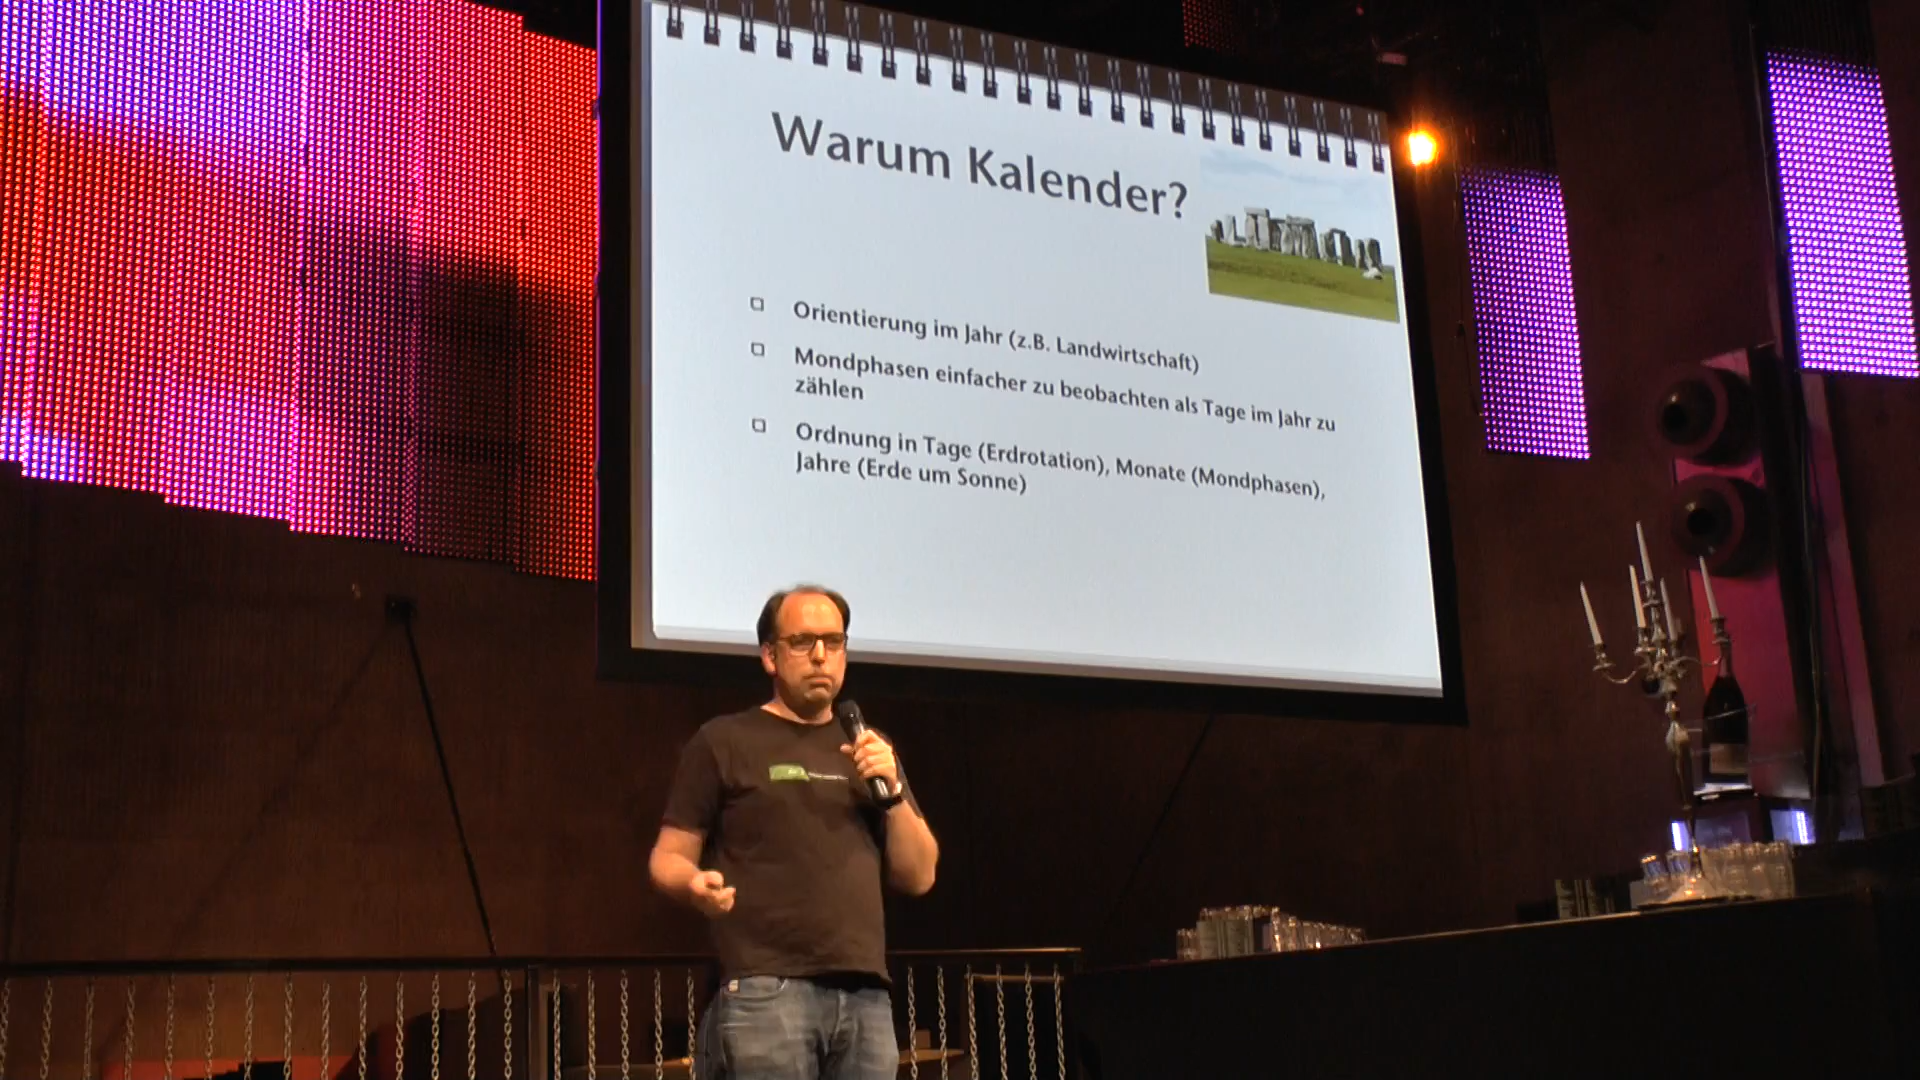 Warum Kalender?
Orientierung im Jahr (z.B. Landwirtschaft)
Mondphasen einfacher zu beobachten als Tage im Jahr zu
zählen
Ordnung in Tage (Erdrotation), Monate (Mondphasen),
Jahre (Erde um Sonne)